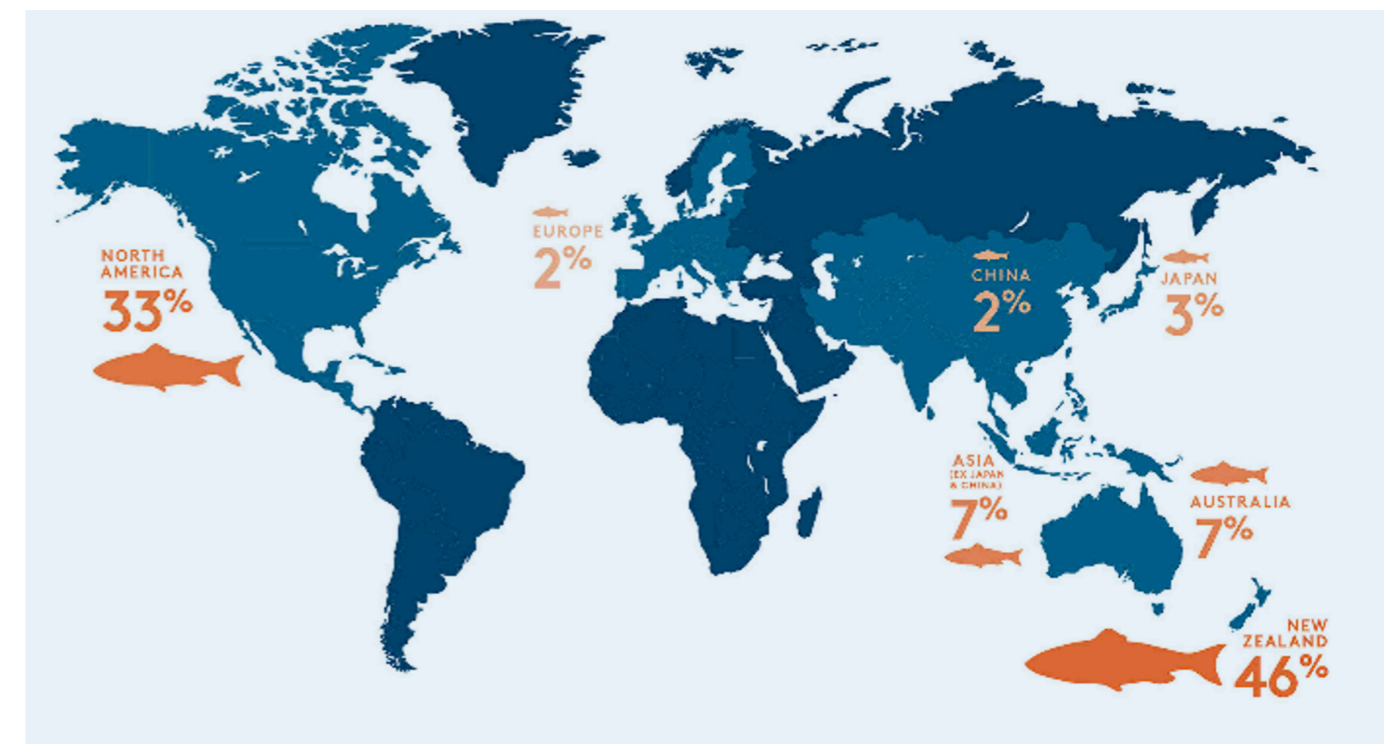 NORTH
AMERICA
33%
EUROPE
2%
CHINA
2%
JAPAN
3%
ASIA
(EX JAPAN
& CHINA)
7%
AUSTRALIA
7%
NEW
ZEALAND
46%